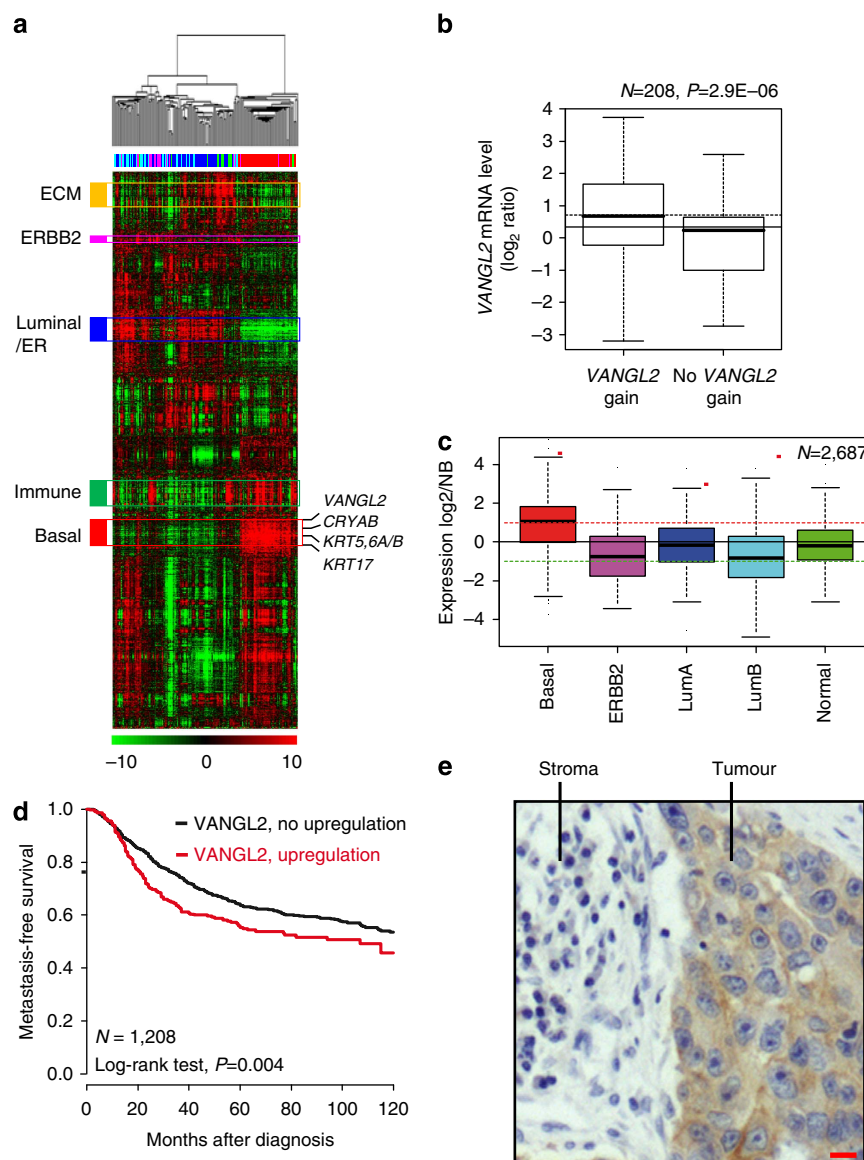 a
ECM
ERBB2
Luminal
/ER
Immune
Basal
VANGL2
CRYAB
KRT5,6A/B
KRT17
–10 0 10
b
N=208, P=2.9E–06
VANGL2 mRNA level
(log2 ratio)
4
3
2
1
0
–1
–2
–3
VANGL2
gain
No VANGL2
gain
c
N=2,687
Expression log2/NB
4
2
0
–2
–4
Basal
ERBB2
LumA
LumB
Normal
d
VANGL2, no upregulation
VANGL2, upregulation
Metastasis-free survival
1.0
0.8
0.6
0.4
0.2
0.0
N = 1,208
Log-rank test, P=0.004
0 20 40 60 80 100 120
Months after diagnosis
e
Stroma
Tumour